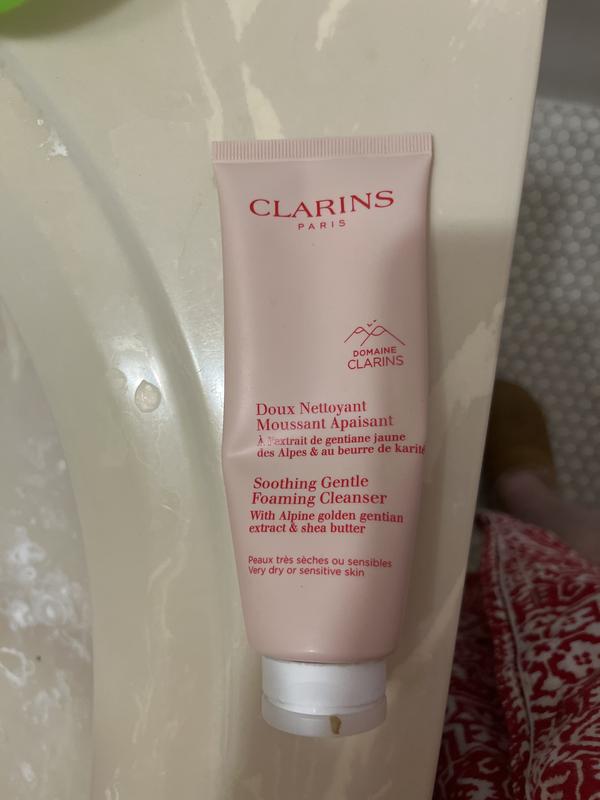 CLARINS
PARIS
DOMAINE
CLARINS
Doux Nettoyant
Moussant Apaisant
À l'extrait de gentiane jaune
des Alpes & au beurre de karité
Soothing Gentle
Foaming Cleanser
With Alpine golden gentian
extract & shea butter
Peaux très sèches ou sensibles
Very dry or sensitive skin